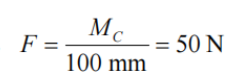 F = M_C / 100 mm = 50 N